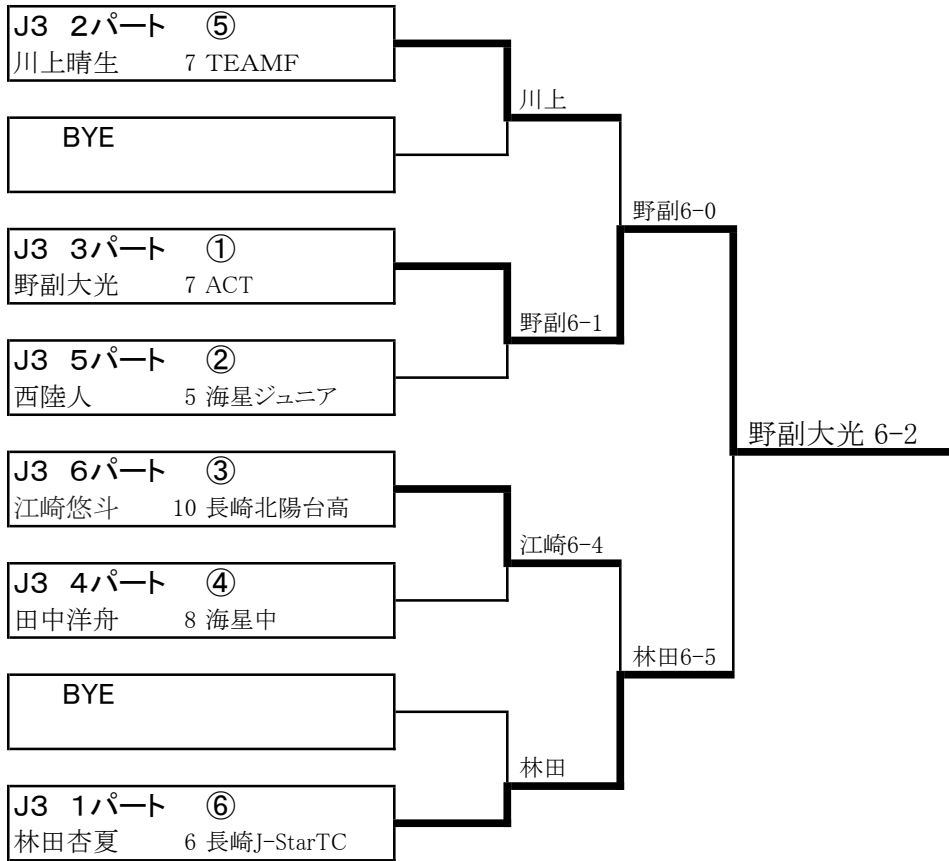 J3 2パート ⑤
川上晴生 7 TEAMF
川上
BYE
野副6-0
J3 3パート ①
野副大光 7 ACT
野副6-1
J3 5パート ②
西陸人 5 海星ジュニア
野副大光 6-2
J3 6パート ③
江崎悠斗 10 長崎北陽台高
江崎6-4
J3 4パート ④
田中洋舟 8 海星中
林田6-5
BYE
林田
J3 1パート ⑥
林田杏夏 6 長崎J-StarTC